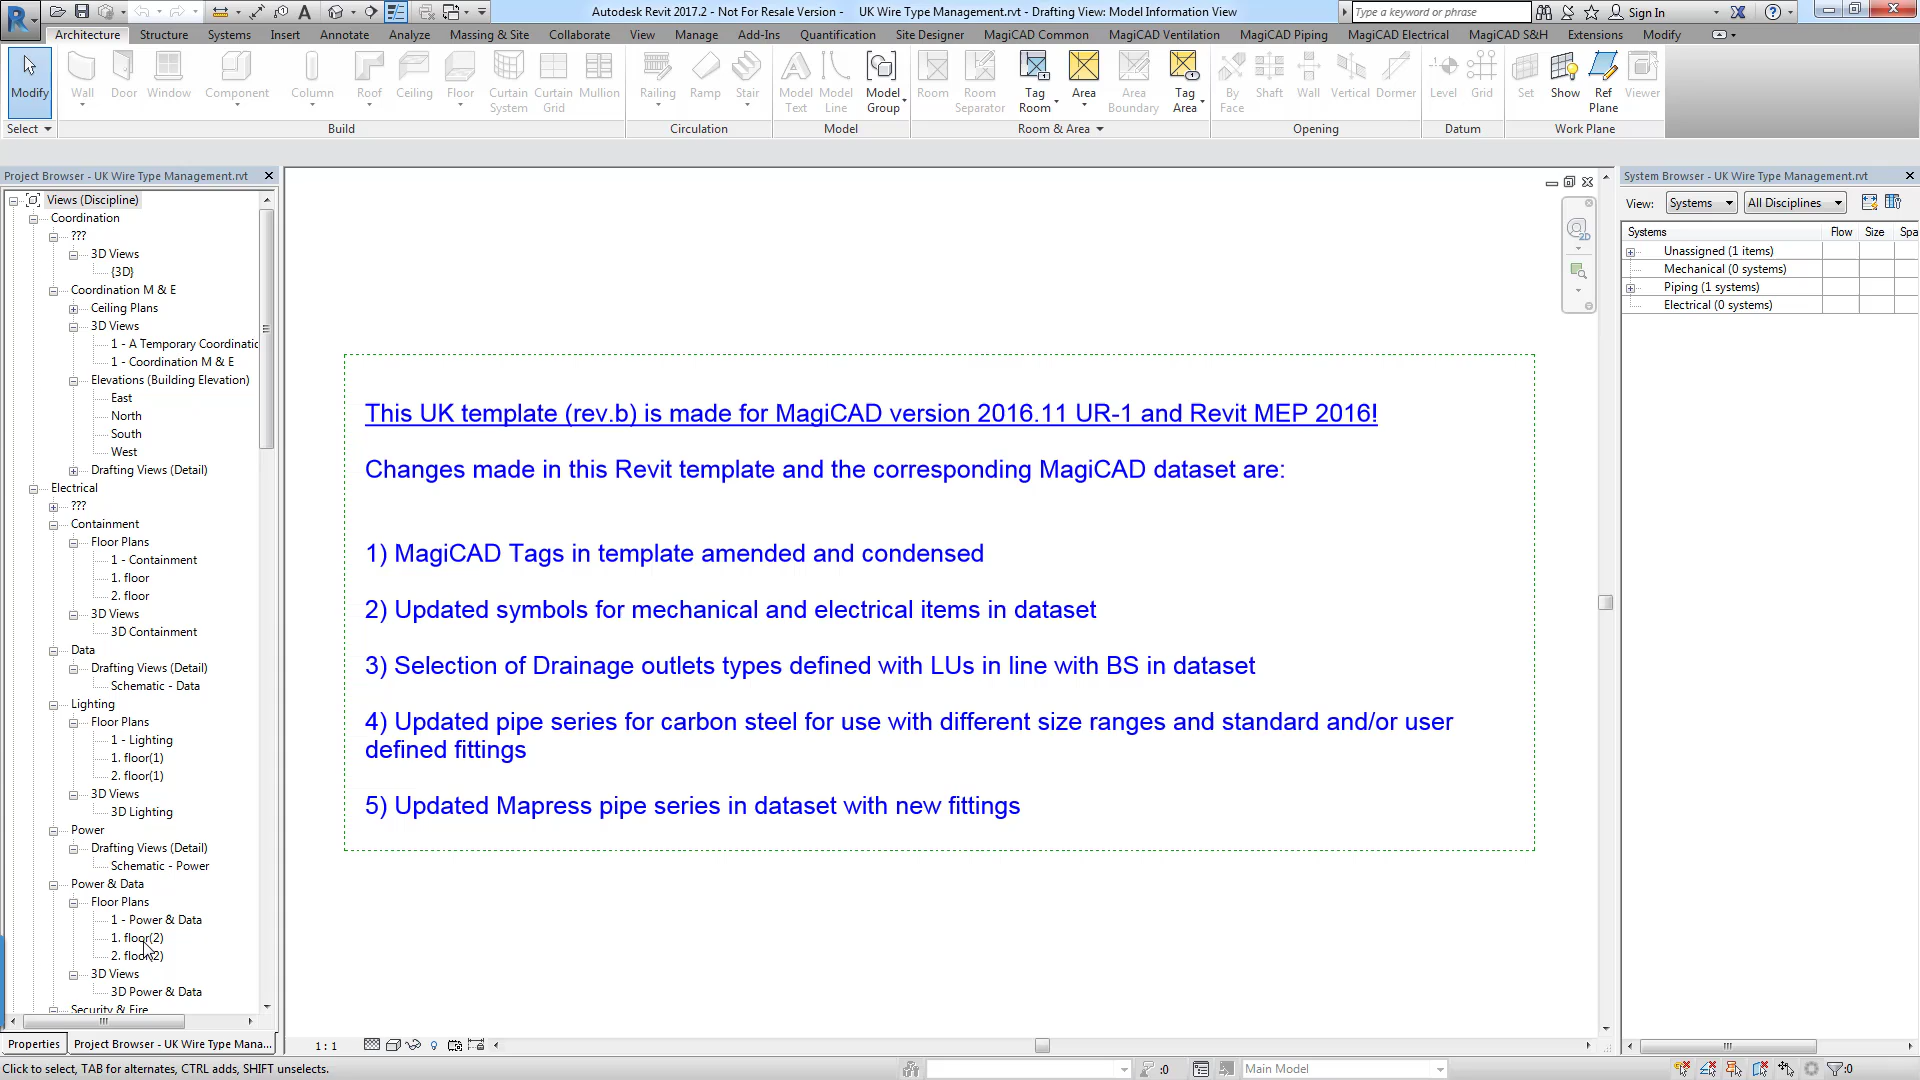 Autodesk Revit 2017.2 - Not For Resale Version - UK Wire Type Management.rvt - Drafting View: Model Information View
Type a keyword or phrase
Sign In
Architecture Structure Systems Insert Annotate Analyze Massing & Site Collaborate View Manage Add-Ins Quantification Site Designer MagiCAD Common MagiCAD Ventilation MagiCAD Piping MagiCAD Electrical MagiCAD S&H Extensions Modify
Modify Wall Door Window Component Column Roof Ceiling Floor Curtain System Curtain Grid Mullion Railing Ramp Stair Model Text Model Line Model Group Room Room Separator Tag Room Area Area Boundary Tag Area By Face Shaft Wall Vertical Dormer Level Grid Set Show Ref Plane Viewer
Select Build Circulation Model Room & Area Opening Datum Work Plane
Project Browser - UK Wire Type Management.rvt
Views (Discipline)
Coordination
???
3D Views
{3D}
Coordination M & E
Ceiling Plans
3D Views
1 - A Temporary Coordinatio
1 - Coordination M & E
Elevations (Building Elevation)
East
North
South
West
Drafting Views (Detail)
Electrical
???
Containment
Floor Plans
1 - Containment
1. floor
2. floor
3D Views
3D Containment
Data
Drafting Views (Detail)
Schematic - Data
Lighting
Floor Plans
1 - Lighting
1. floor(1)
2. floor(1)
3D Views
3D Lighting
Power
Drafting Views (Detail)
Schematic - Power
Power & Data
Floor Plans
1 - Power & Data
1. floor(2)
2. floor(2)
3D Views
3D Power & Data
Security & Fire
Properties
Project Browser - UK Wire Type Mana...
This UK template (rev.b) is made for MagiCAD version 2016.11 UR-1 and Revit MEP 2016!
Changes made in this Revit template and the corresponding MagiCAD dataset are:
1) MagiCAD Tags in template amended and condensed
2) Updated symbols for mechanical and electrical items in dataset
3) Selection of Drainage outlets types defined with LUs in line with BS in dataset
4) Updated pipe series for carbon steel for use with different size ranges and standard and/or user
defined fittings
5) Updated Mapress pipe series in dataset with new fittings
2D
System Browser - UK Wire Type Management.rvt
View: Systems All Disciplines
Systems Flow Size Spa
Unassigned (1 items)
Mechanical (0 systems)
Piping (1 systems)
Electrical (0 systems)
1 : 1
Click to select, TAB for alternates, CTRL adds, SHIFT unselects.
:0
Main Model
:0